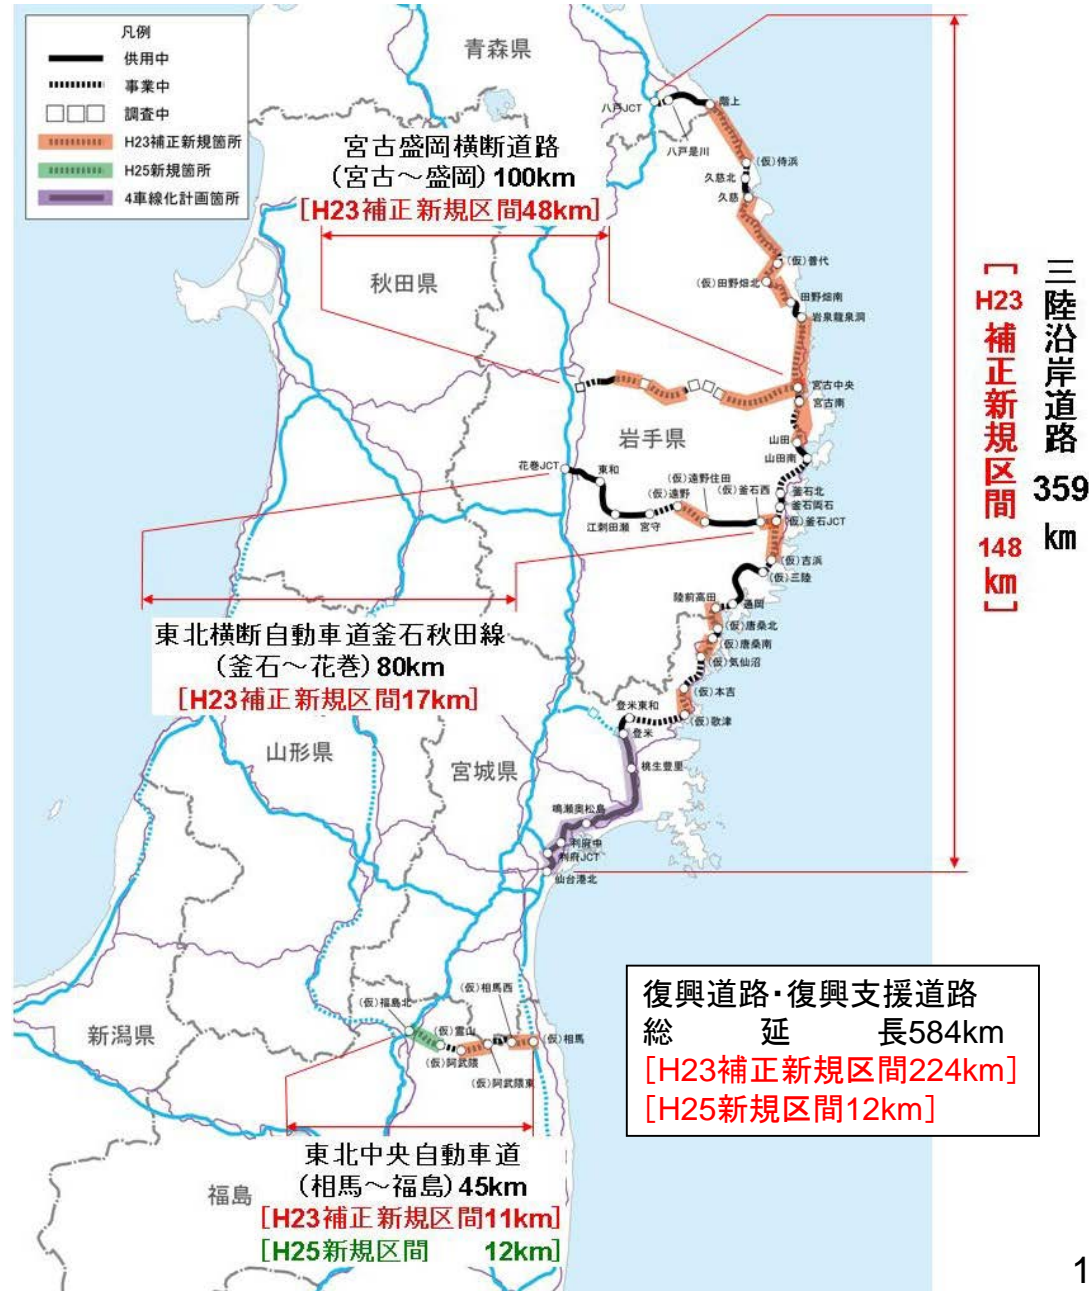 凡例
供用中
事業中
調査中
H23補正新規箇所
H25新規箇所
4車線化計画箇所
青森県
八戸JCT
階上
八戸是川
(仮)侍浜
久慈北
久慈
宮古盛岡横断道路
(宮古～盛岡)100km
[H23補正新規区間48km]
秋田県
(仮)普代
(仮)田野畑北
田野畑南
岩泉龍泉洞
三陸沿岸道路 359km
[H23補正新規区間 148km]
宮古中央
宮古南
岩手県
山田
山田南
花巻JCT
東和
(仮)遠野住田
(仮)遠野
(仮)釜石西
釜石北
釜石両石
江刺田瀬
宮守
(仮)釜石JCT
(仮)吉浜
(仮)三陸
陸前高田
通岡
(仮)唐桑北
(仮)唐桑南
(仮)気仙沼
東北横断自動車道釜石秋田線
(釜石～花巻)80km
[H23補正新規区間17km]
(仮)本吉
登米東和
(仮)歌津
登米
山形県
宮城県
桃生豊里
鳴瀬奥松島
利府中
利府JCT
仙台港北
(仮)相馬西
(仮)福島北
(仮)霊山
(仮)相馬
新潟県
(仮)阿武隈
(仮)阿武隈東
復興道路・復興支援道路
総 延 長584km
[H23補正新規区間224km]
[H25新規区間12km]
東北中央自動車道
(相馬～福島)45km
福島
[H23補正新規区間11km]
[H25新規区間 12km]
1